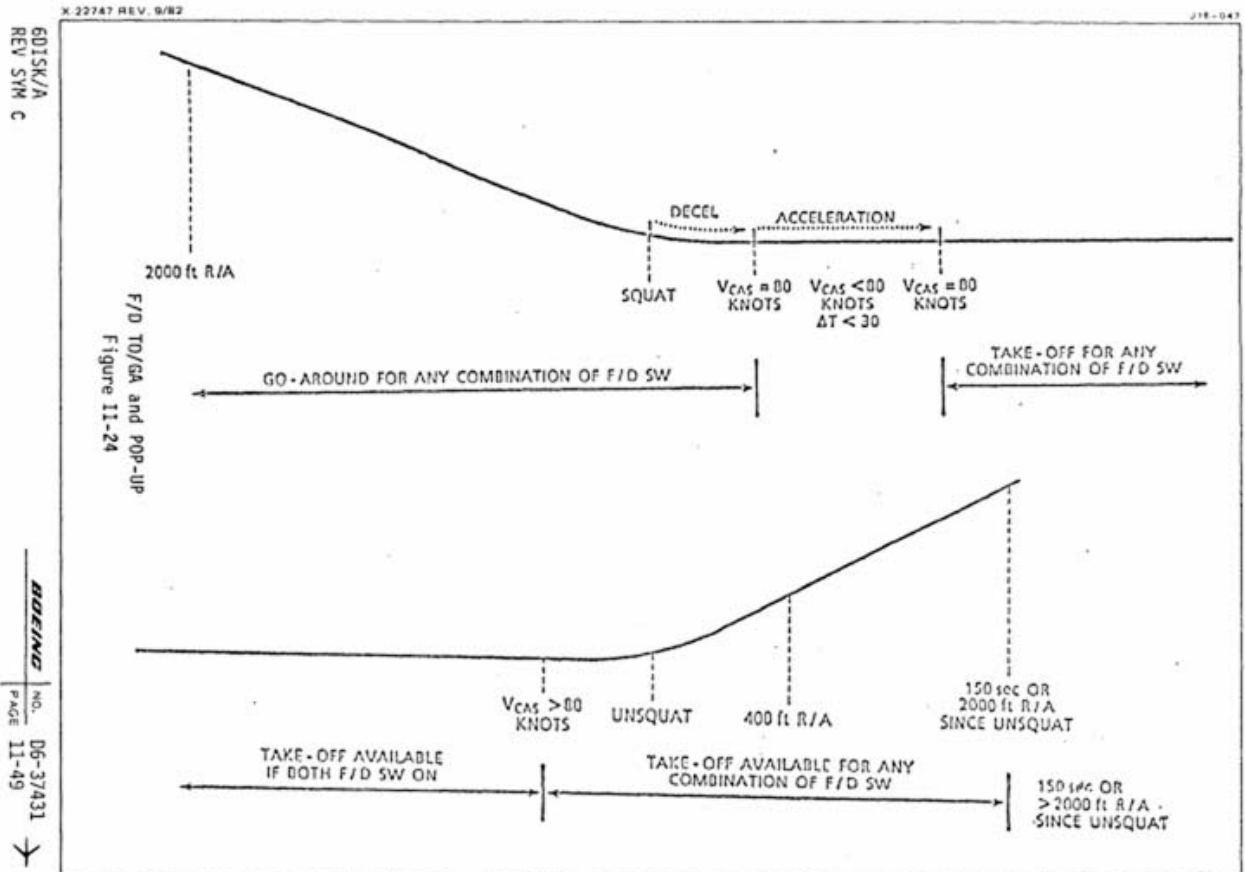 X-22747 REV. 9/82
J18-047
6DISK/A
REV SYM C
DECEL
ACCELERATION
2000 ft R/A
SQUAT
VCAS = 80
KNOTS
VCAS < 80
KNOTS
ΔT < 30
VCAS = 80
KNOTS
GO-AROUND FOR ANY COMBINATION OF F/D SW
TAKE-OFF FOR ANY
COMBINATION OF F/D SW
F/D TO/GA and POP-UP
Figure 11-24
VCAS > 80
KNOTS
UNSQUAT
400 ft R/A
150 sec OR
2000 ft R/A
SINCE UNSQUAT
TAKE-OFF AVAILABLE
IF BOTH F/D SW ON
TAKE-OFF AVAILABLE FOR ANY
COMBINATION OF F/D SW
150 sec OR
> 2000 ft R/A
SINCE UNSQUAT
BOEING
NO. D6-37431
PAGE 11-49